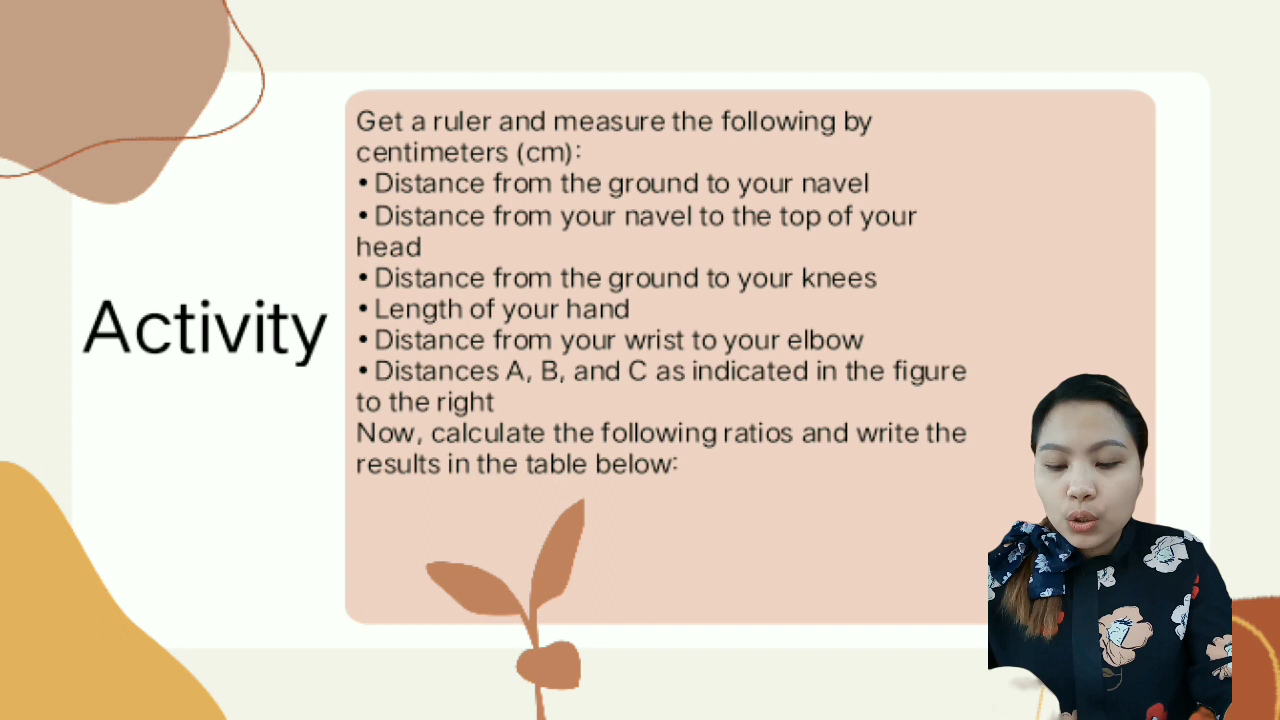 Activity
Get a ruler and measure the following by
centimeters (cm):
• Distance from the ground to your navel
• Distance from your navel to the top of your
head
• Distance from the ground to your knees
• Length of your hand
• Distance from your wrist to your elbow
• Distances A, B, and C as indicated in the figure
to the right
Now, calculate the following ratios and write the
results in the table below: